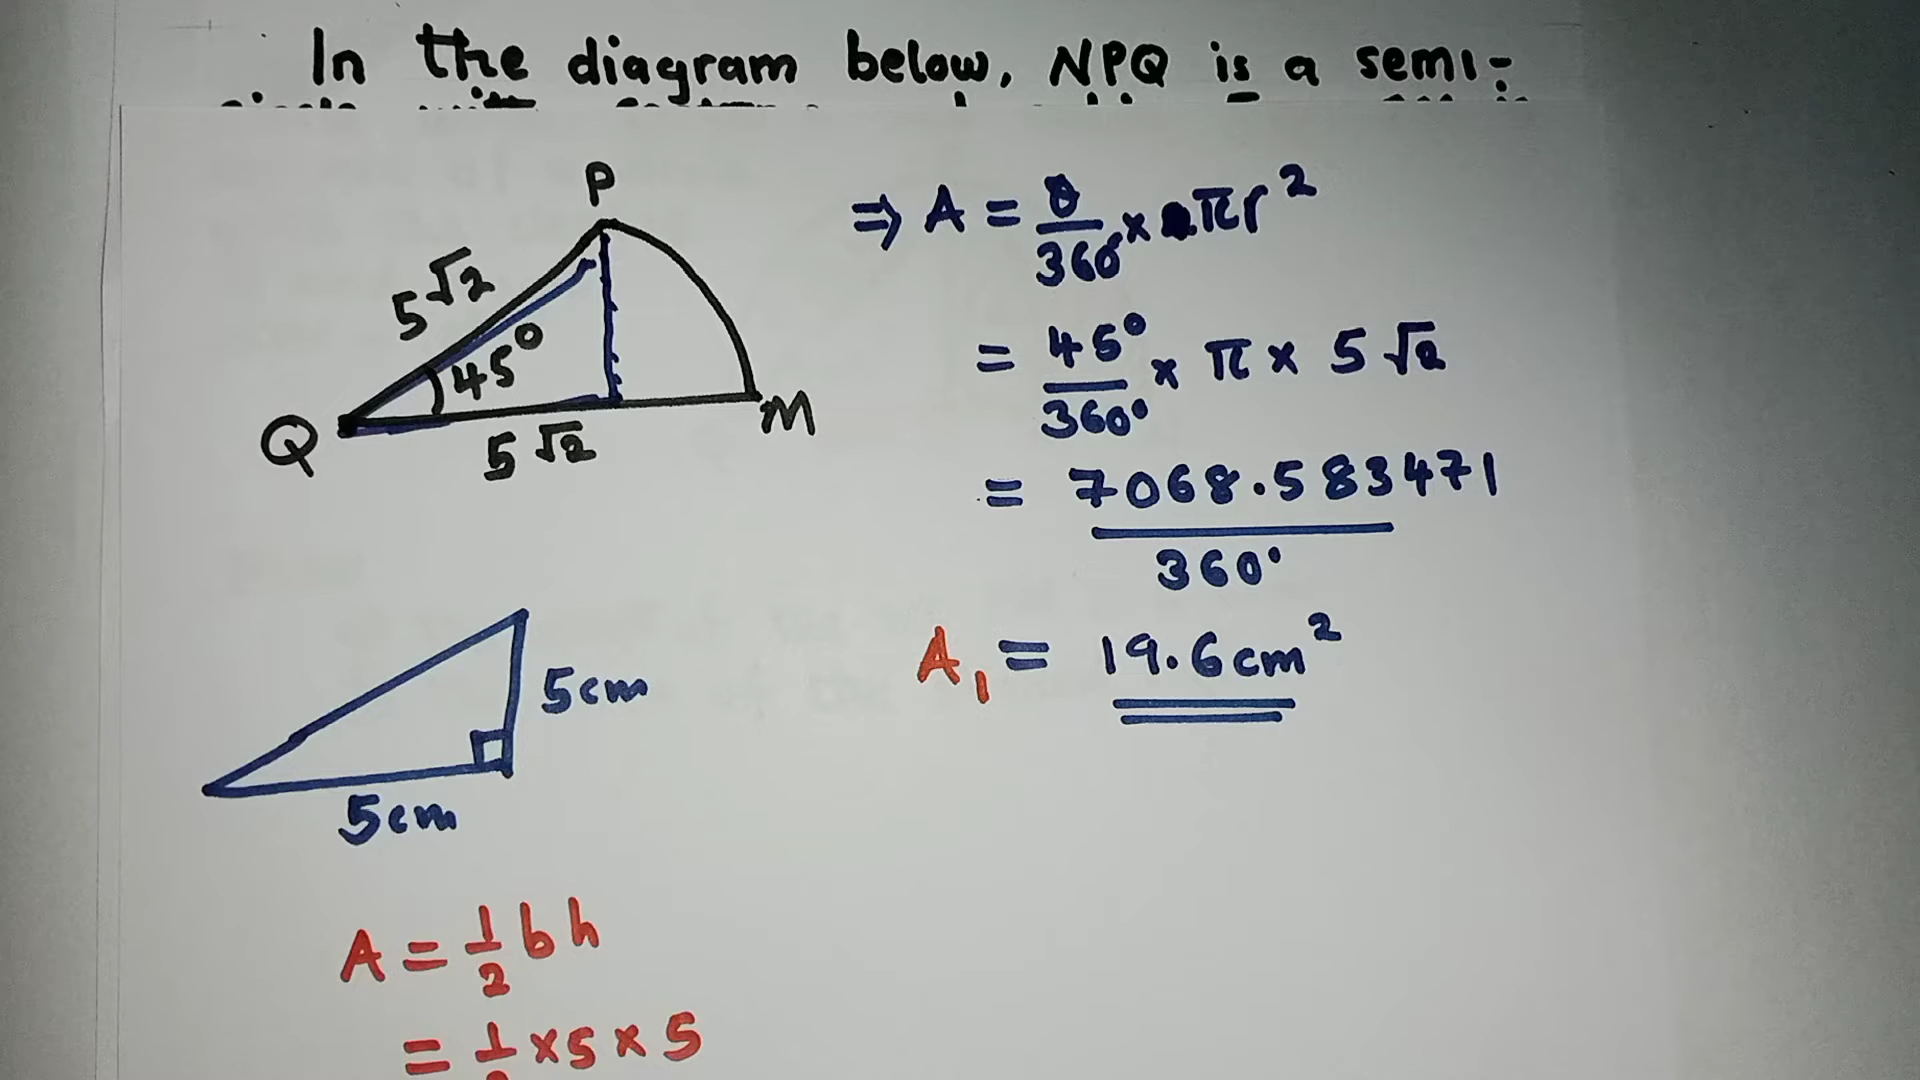 In the diagram below, NPQ is a semi-
P
5√2
45°
Q
5√2
M
⇒ A = θ/360° × πr²
= 45°/360° × π × 5√2
= 7068.583471/360°
A₁ = 19.6cm²
5cm
5cm
A = 1/2 bh
= 1/2 × 5 × 5